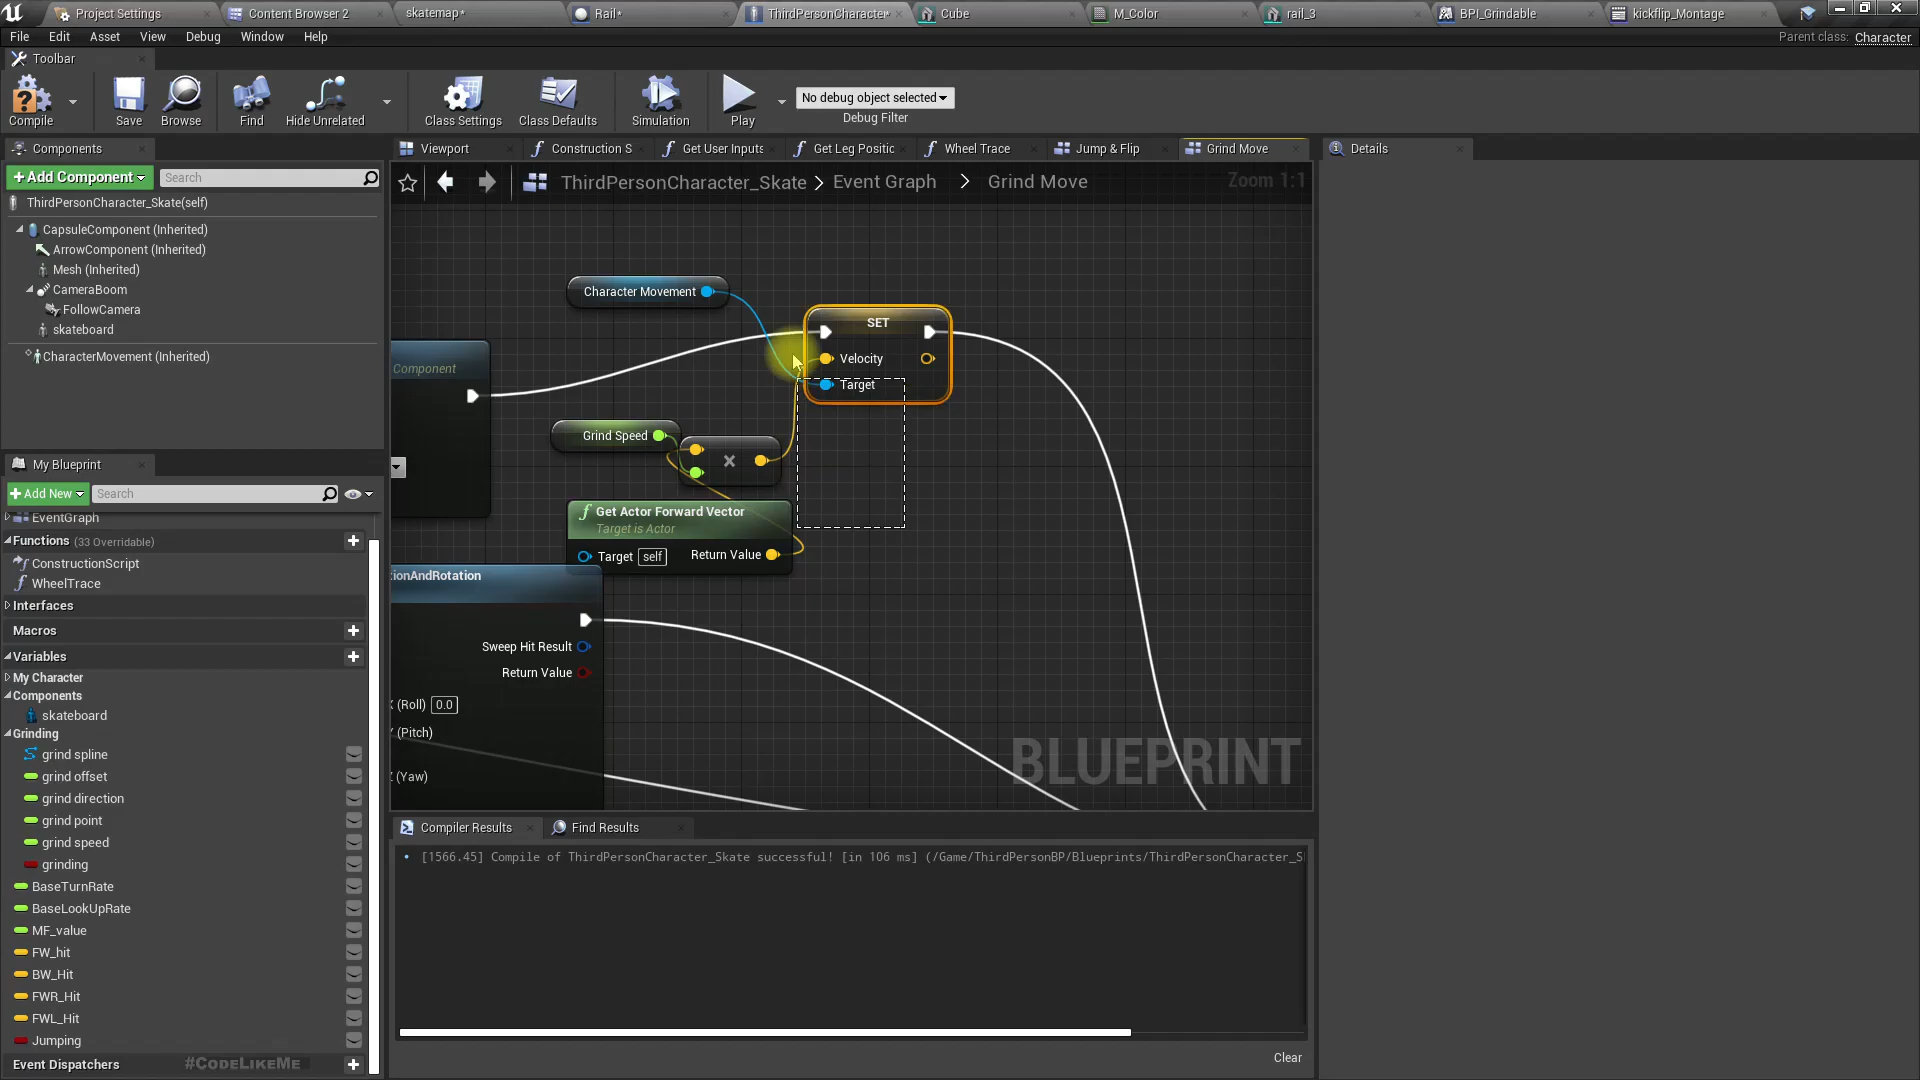 Project Settings
Content Browser 2
skatemap*
Rail*
ThirdPersonCharacter*
Cube
M_Color
rail_3
BPI_Grindable
kickflip_Montage
File
Edit
Asset
View
Debug
Window
Help
Parent class:
Character
Toolbar
Compile
Save
Browse
Find
Hide Unrelated
Class Settings
Class Defaults
Simulation
Play
No debug object selected
Debug Filter
Components
Viewport
Construction S
Get User Inputs
Get Leg Positic
Wheel Trace
Jump & Flip
Grind Move
Details
+ Add Component
Search
ThirdPersonCharacter_Skate > Event Graph > Grind Move
Zoom 1:1
ThirdPersonCharacter_Skate(self)
CapsuleComponent (Inherited)
ArrowComponent (Inherited)
Mesh (Inherited)
CameraBoom
FollowCamera
skateboard
CharacterMovement (Inherited)
Character Movement
SET
Velocity
Target
Component
Grind Speed
Get Actor Forward Vector
Target is Actor
Target self
Return Value
ionAndRotation
Sweep Hit Result
Return Value
X (Roll) 0.0
(Pitch)
(Yaw)
BLUEPRINT
My Blueprint
+ Add New
Search
EventGraph
Functions (33 Overridable)
ConstructionScript
WheelTrace
Interfaces
Macros
Variables
My Character
Components
skateboard
Grinding
grind spline
grind offset
grind direction
grind point
grind speed
grinding
BaseTurnRate
BaseLookUpRate
MF_value
FW_hit
BW_Hit
FWR_Hit
FWL_Hit
Jumping
Event Dispatchers
#CodeLikeMe
Compiler Results
Find Results
[1566.45] Compile of ThirdPersonCharacter_Skate successful! [in 106 ms] (/Game/ThirdPersonBP/Blueprints/ThirdPersonCharacter_S
Clear